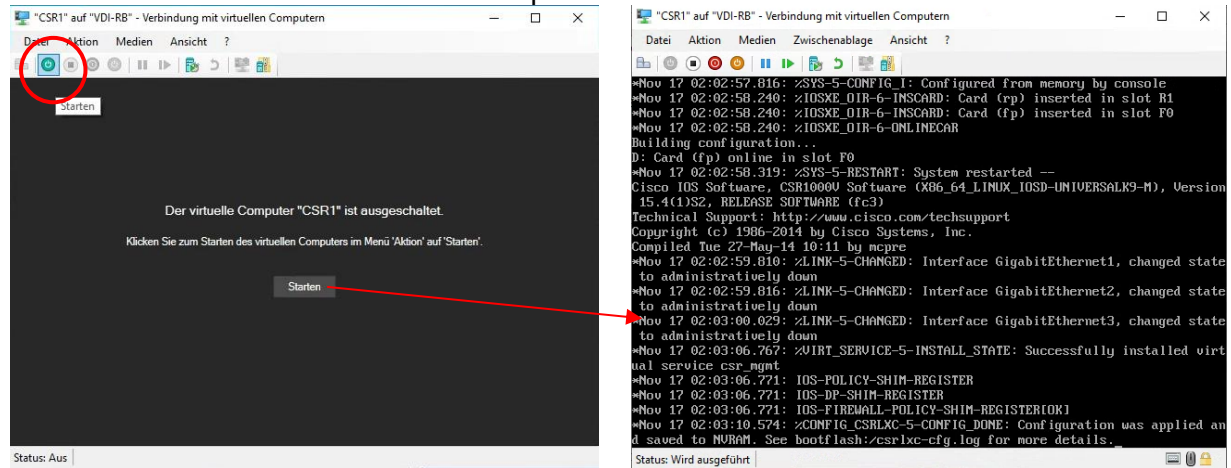 "CSR1" auf "VDI-RB" - Verbindung mit virtuellen Computern
Datei Aktion Medien Ansicht ?
Starten
Der virtuelle Computer "CSR1" ist ausgeschaltet.
Klicken Sie zum Starten des virtuellen Computers im Menü 'Aktion' auf 'Starten'.
Starten
Status: Aus
"CSR1" auf "VDI-RB" - Verbindung mit virtuellen Computern
Datei Aktion Medien Zwischenablage Ansicht ?
*Nov 17 02:02:57.816: %SYS-5-CONFIG_I: Configured from memory by console
*Nov 17 02:02:58.240: %IOSXE_OIR-6-INSCARD: Card (rp) inserted in slot R1
*Nov 17 02:02:58.240: %IOSXE_OIR-6-INSCARD: Card (fp) inserted in slot F0
*Nov 17 02:02:58.240: %IOSXE_OIR-6-ONLINECAR
Building configuration...
D: Card (fp) online in slot F0
*Nov 17 02:02:58.319: %SYS-5-RESTART: System restarted --
Cisco IOS Software, CSR1000V Software (X86_64_LINUX_IOSD-UNIVERSALK9-M), Version
15.4(1)S2, RELEASE SOFTWARE (fc3)
Technical Support: http://www.cisco.com/techsupport
Copyright (c) 1986-2014 by Cisco Systems, Inc.
Compiled Tue 27-May-14 10:11 by mcpre
*Nov 17 02:02:59.810: %LINK-5-CHANGED: Interface GigabitEthernet1, changed state
to administratively down
*Nov 17 02:02:59.816: %LINK-5-CHANGED: Interface GigabitEthernet2, changed state
to administratively down
*Nov 17 02:03:00.029: %LINK-5-CHANGED: Interface GigabitEthernet3, changed state
to administratively down
*Nov 17 02:03:06.767: %VIRT_SERVICE-5-INSTALL_STATE: Successfully installed virt
ual service csr_mgmt
*Nov 17 02:03:06.771: IOS-POLICY-SHIM-REGISTER
*Nov 17 02:03:06.771: IOS-DP-SHIM-REGISTER
*Nov 17 02:03:06.771: IOS-FIREWALL-POLICY-SHIM-REGISTER[OK]
*Nov 17 02:03:10.574: %CONFIG_CSRLXC-5-CONFIG_DONE: Configuration was applied an
d saved to NVRAM. See bootflash:/csrlxc-cfg.log for more details._
Status: Wird ausgeführt